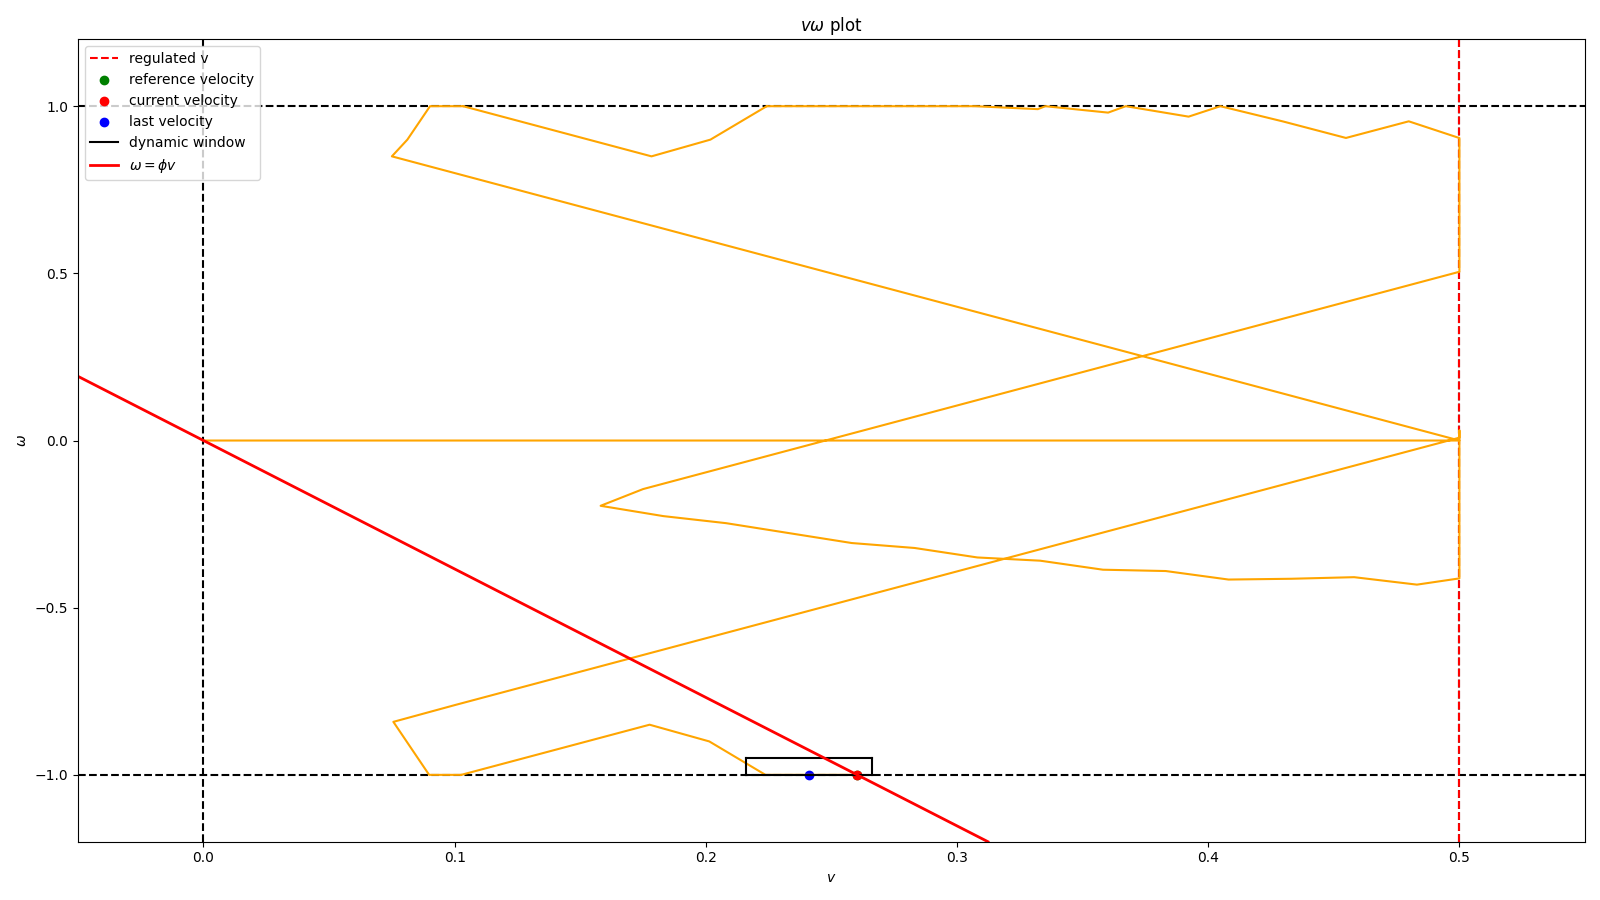 vω plot
regulated v
reference velocity
current velocity
last velocity
dynamic window
ω = ϕv
1.0
0.5
0.0
−0.5
−1.0
ω
0.0 0.1 0.2 0.3 0.4 0.5
v